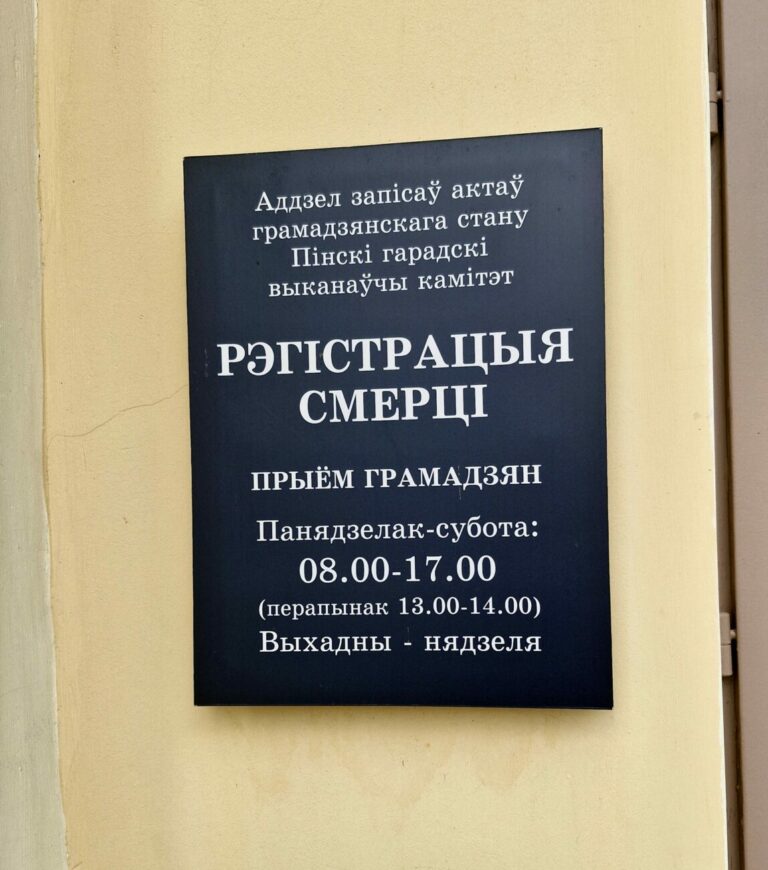 Аддзел запісаў актаў
грамадзянскага стану
Пінскі гарадскі
выканаўчы камітэт
РЭГІСТРАЦЫЯ
СМЕРЦІ
ПРЫЁМ ГРАМАДЗЯН
Панядзелак-субота:
08.00-17.00
(перапынак 13.00-14.00)
Выхадны - нядзеля